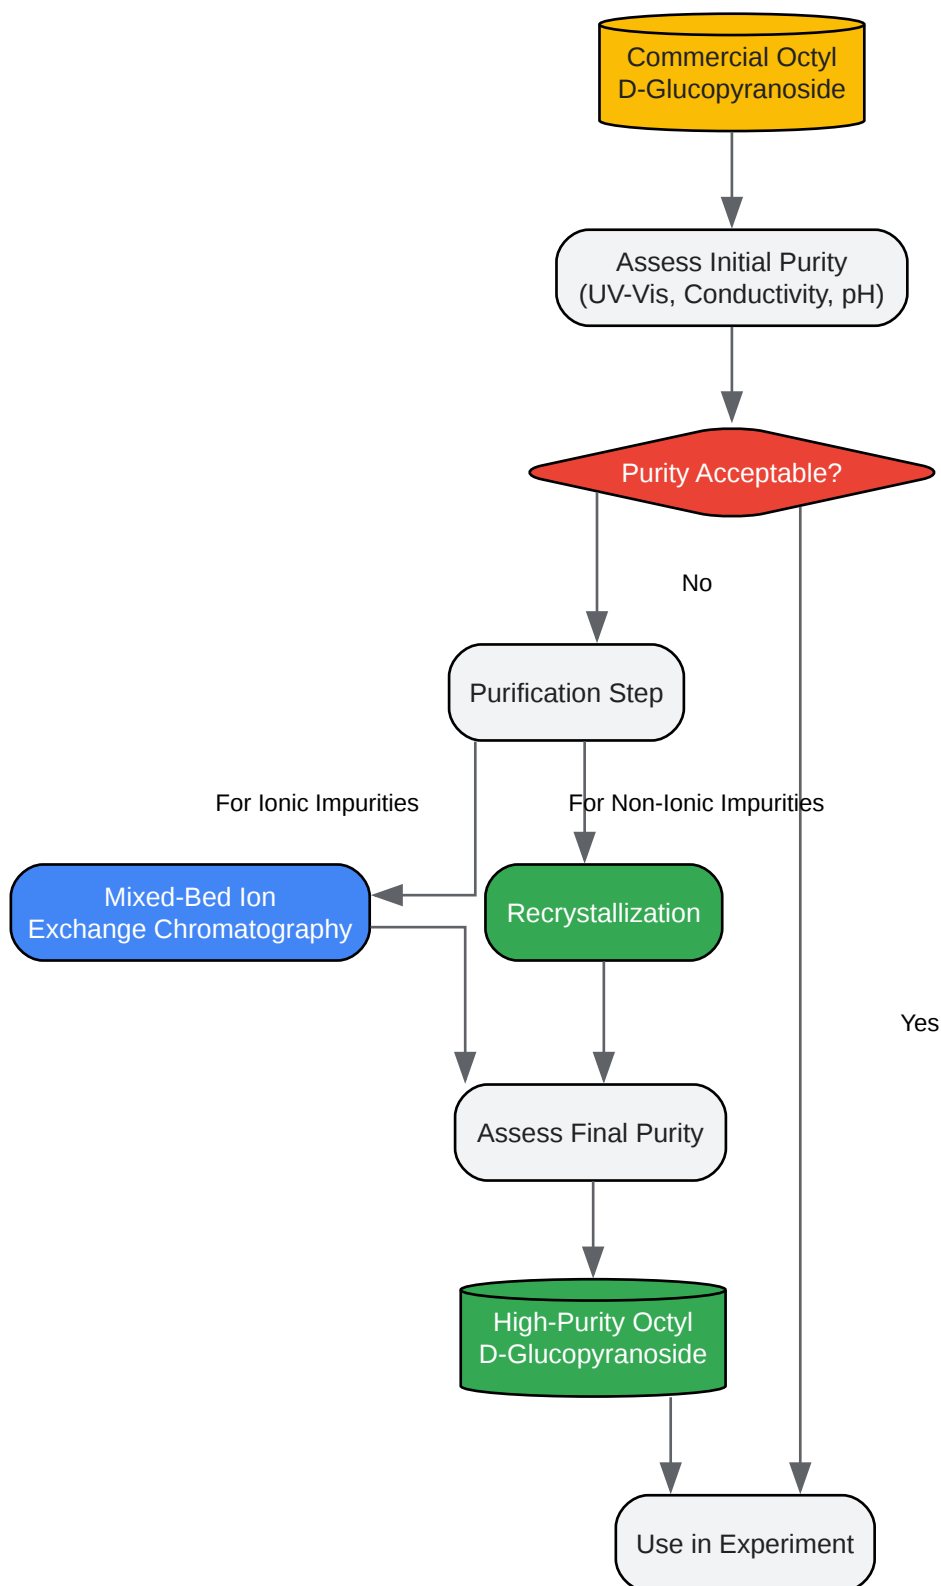 Commercial Octyl
D-Glucopyranoside
Assess Initial Purity
(UV-Vis, Conductivity, pH)
Purity Acceptable?
No
Purification Step
For Ionic Impurities
For Non-Ionic Impurities
Mixed-Bed Ion
Exchange Chromatography
Recrystallization
Yes
Assess Final Purity
High-Purity Octyl
D-Glucopyranoside
Use in Experiment